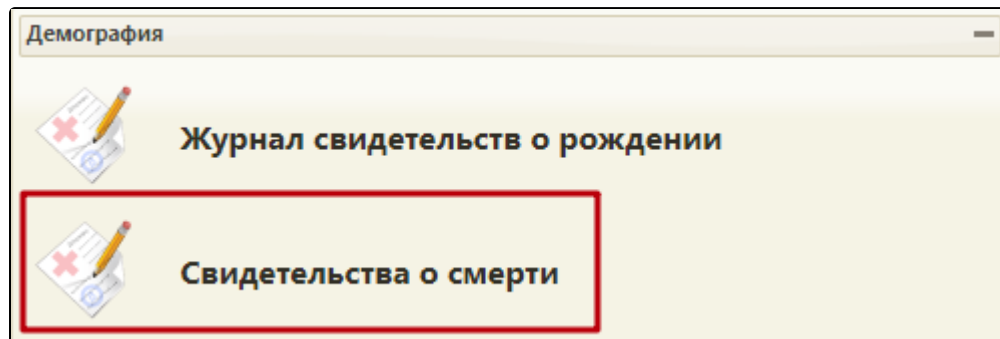 Демография
Журнал свидетельств о рождении
Свидетельства о смерти